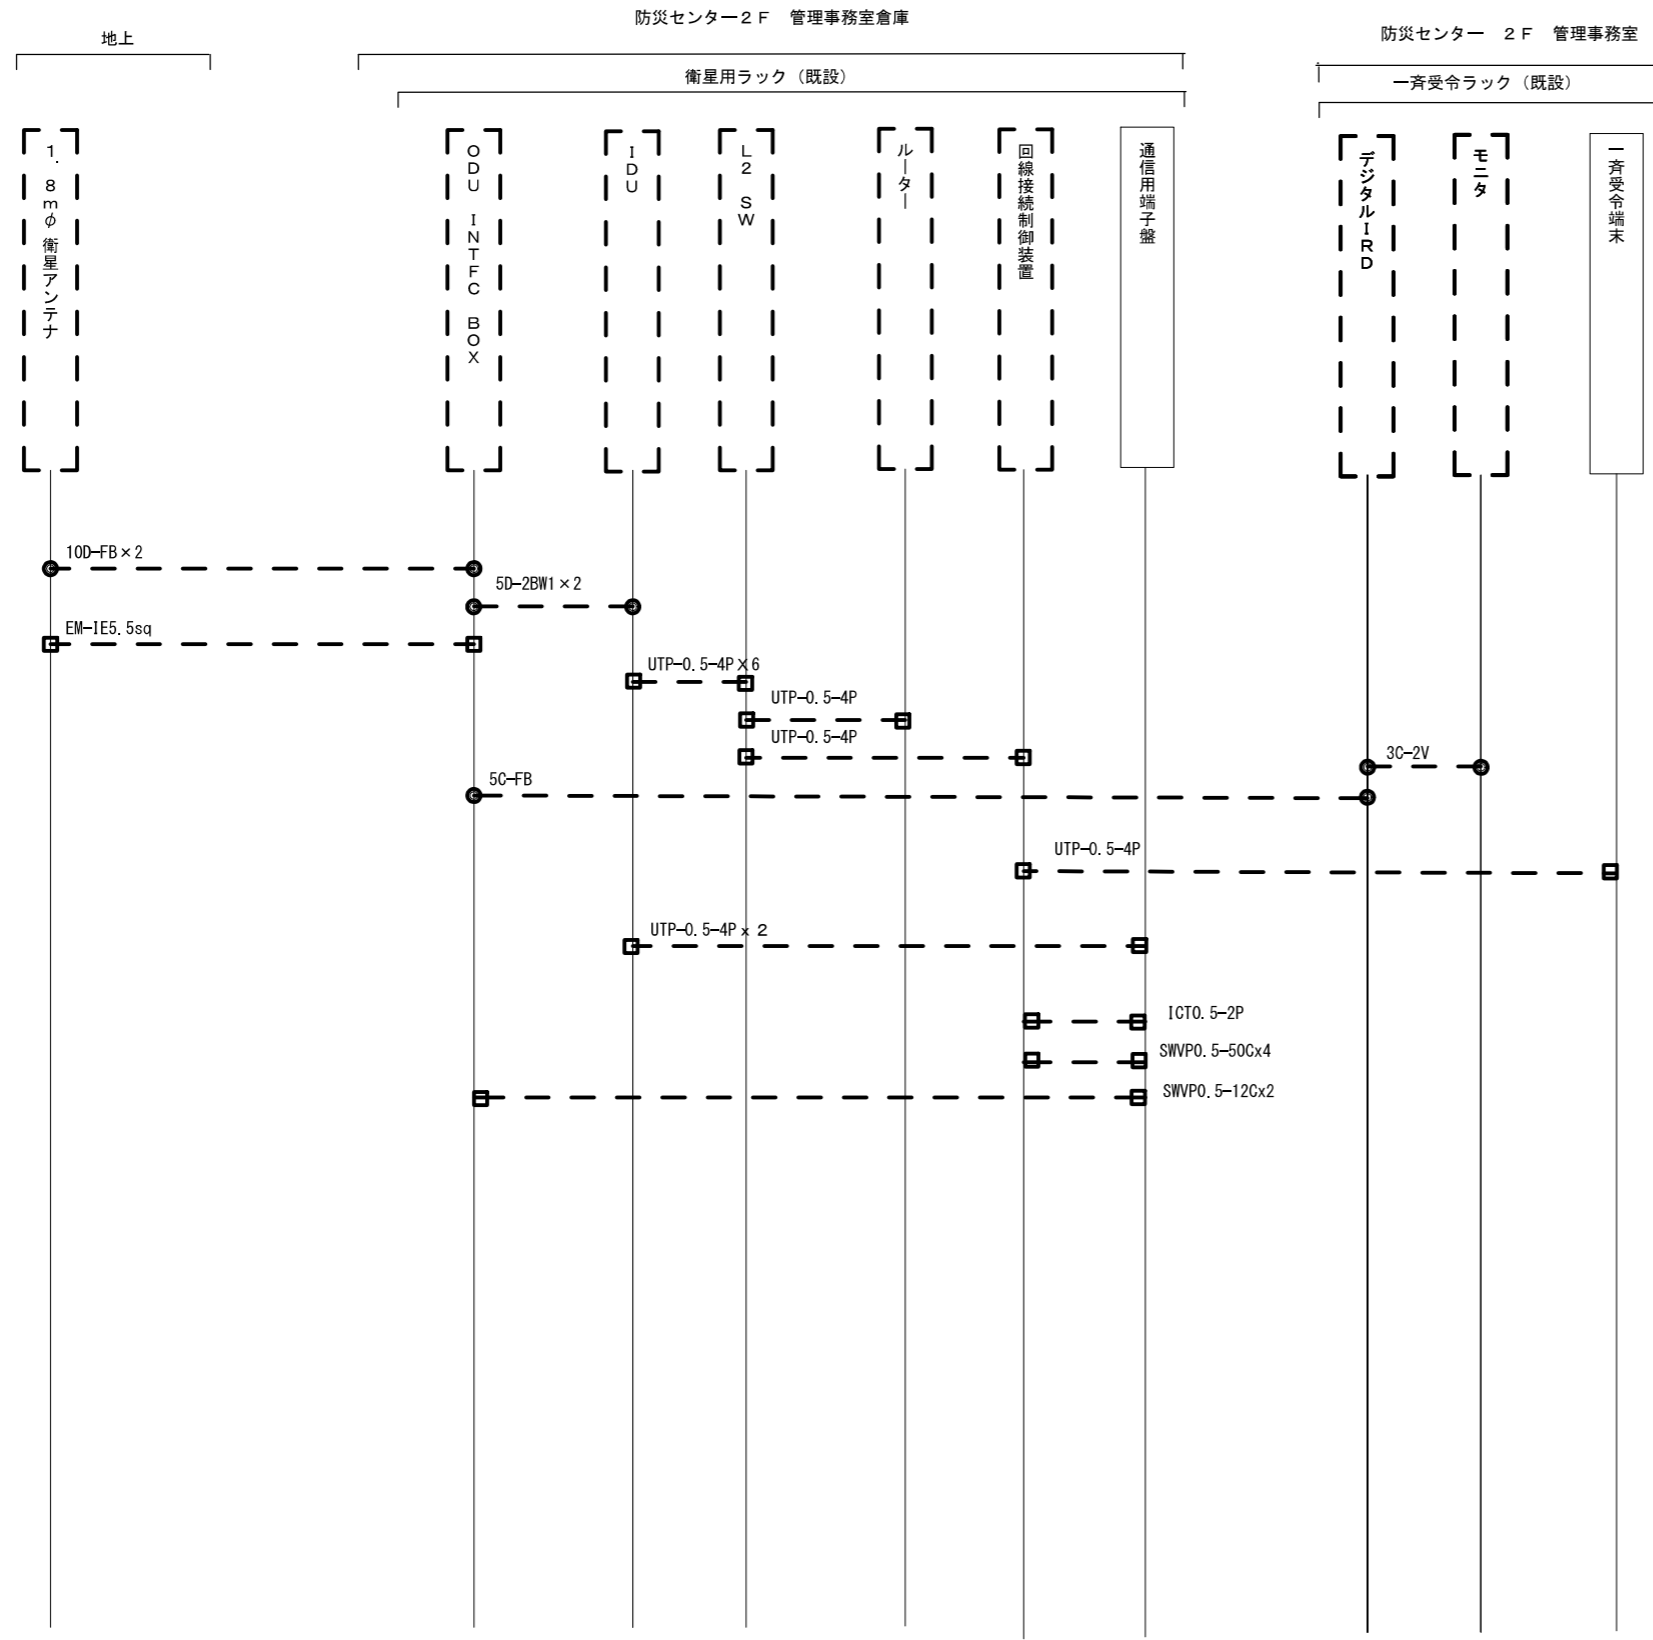 防災センター２Ｆ　管理事務室倉庫
地上
防災センター　２Ｆ　管理事務室
衛星用ラック（既設）
一斉受令ラック（既設）
１．８ｍφ 衛星アンテナ
ＯＤＵ　ＩＮＴＦＣ　ＢＯＸ
ＩＤＵ
Ｌ２　ＳＷ
ルーター
回線接続制御装置
通信用端子盤
デジタルＩＲＤ
モニタ
一斉受令端末
10D-FB×2
5D-2BW1×2
EM-IE5.5sq
UTP-0.5-4P×6
UTP-0.5-4P
UTP-0.5-4P
3C-2V
5C-FB
UTP-0.5-4P
UTP-0.5-4P×２
ICT0.5-2P
SWVP0.5-50Cx4
SWVP0.5-12Cx2